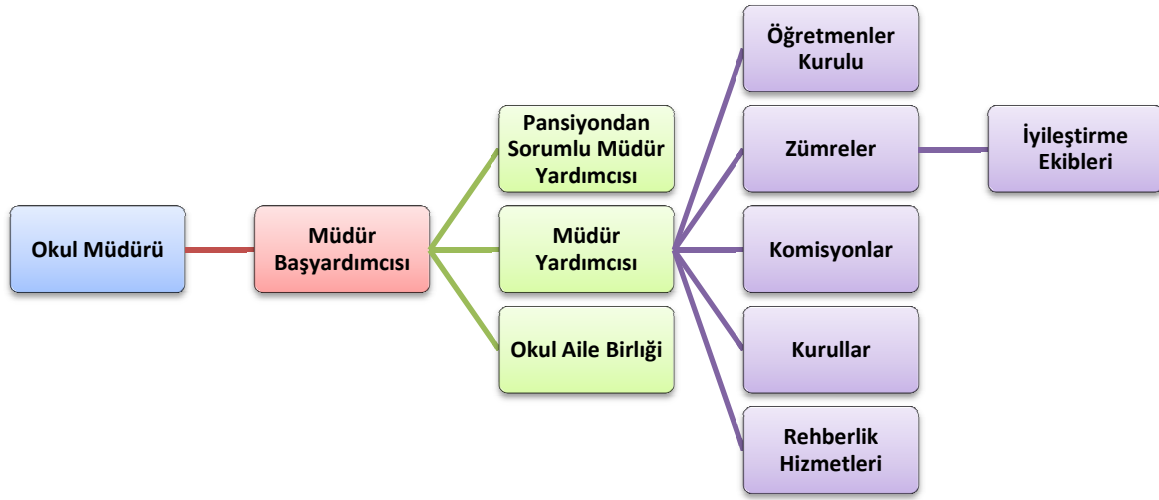 Okul Müdürü
Müdür
Başyardımcısı
Pansiyondan
Sorumlu Müdür
Yardımcısı
Müdür
Yardımcısı
Okul Aile Birlıği
Öğretmenler
Kurulu
Zümreler
Komisyonlar
Kurullar
Rehberlik
Hizmetleri
İyileştirme
Ekibleri